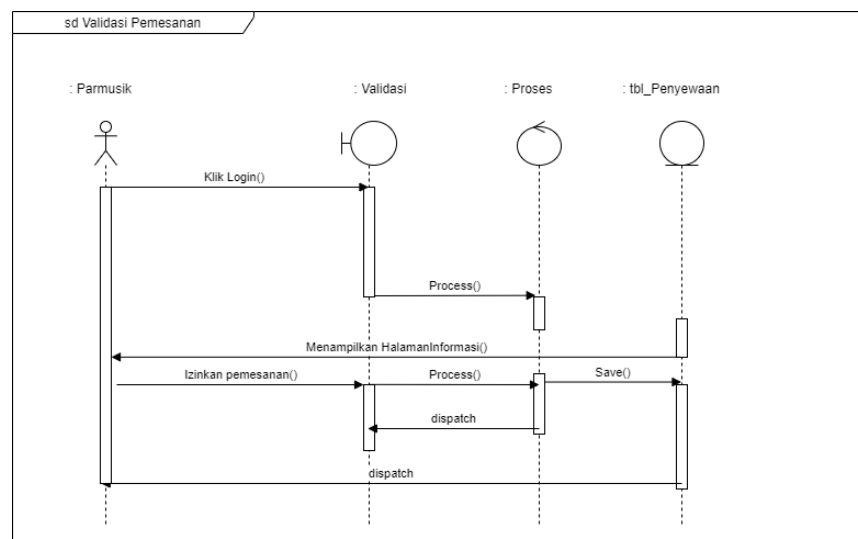 sd Validasi Pemesanan
: Parmusik
: Validasi
: Proses
: tbl_Penyewaan
Klik Login()
Process()
Menampilkan HalamanInformasi()
Izinkan pemesanan()
Process()
Save()
dispatch
dispatch